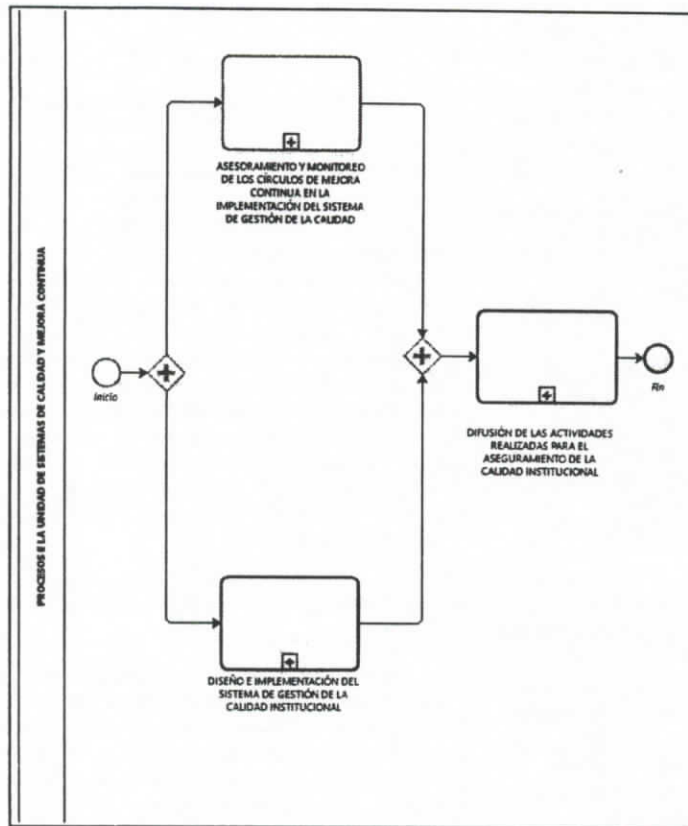 PROCESOS E LA UNIDAD DE SISTEMAS DE CALIDAD Y MEJORA CONTINUA
Inicio
ASESORAMIENTO Y MONITOREO
DE LOS CÍRCULOS DE MEJORA
CONTINUA EN LA
IMPLEMENTACIÓN DEL SISTEMA
DE GESTIÓN DE LA CALIDAD
DISEÑO E IMPLEMENTACIÓN DEL
SISTEMA DE GESTIÓN DE LA
CALIDAD INSTITUCIONAL
DIFUSIÓN DE LAS ACTIVIDADES
REALIZADAS PARA EL
ASEGURAMIENTO DE LA
CALIDAD INSTITUCIONAL
Fin